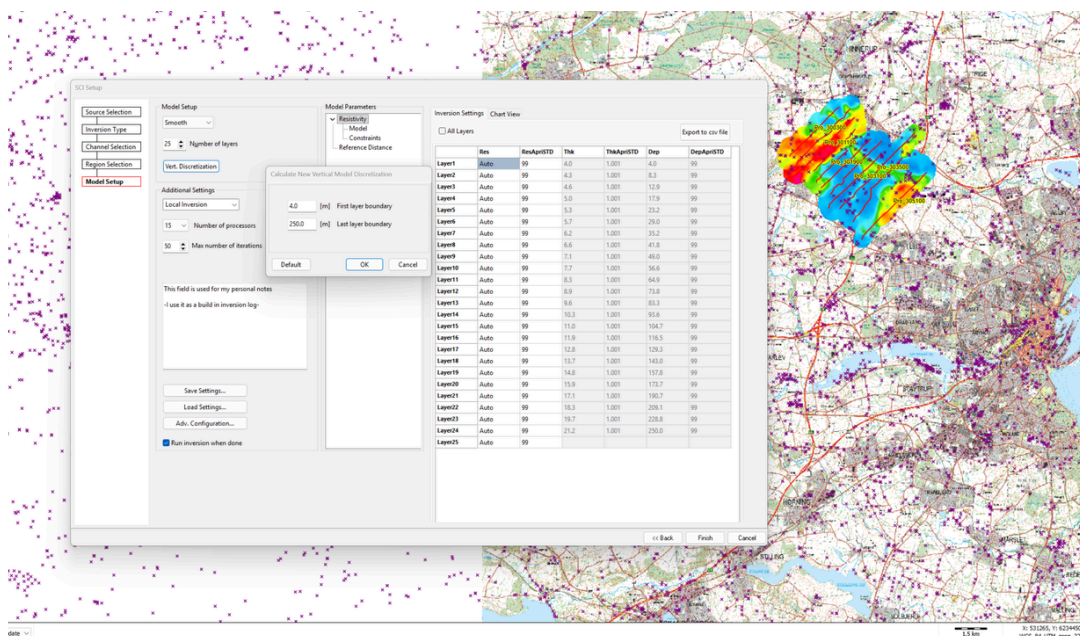 SCI Setup
Source Selection
Inversion Type
Channel Selection
Region Selection
Model Setup
Model Setup
Smooth
25 Number of layers
Vert. Discretization
Additional Settings
Local Inversion
15 Number of processors
50 Max number of iterations
This field is used for my personal notes
-I use it as a build in inversion log-
Save Settings...
Load Settings...
Adv. Configuration...
Run inversion when done
Model Parameters
Resistivity
Model
Constraints
Reference Distance
Calculate New Vertical Model Discretization
4.0 [m] First layer boundary
250.0 [m] Last layer boundary
Default OK Cancel
Inversion Settings Chart View
All Layers Export to csv file
Res ResApriSTD Thk ThkApriSTD Dep DepApriSTD
Layer1 Auto 99 4.0 1.001 4.0 99
Layer2 Auto 99 4.3 1.001 8.3 99
Layer3 Auto 99 4.6 1.001 12.9 99
Layer4 Auto 99 5.0 1.001 17.9 99
Layer5 Auto 99 5.3 1.001 23.2 99
Layer6 Auto 99 5.7 1.001 29.0 99
Layer7 Auto 99 6.2 1.001 35.2 99
Layer8 Auto 99 6.6 1.001 41.8 99
Layer9 Auto 99 7.1 1.001 49.0 99
Layer10 Auto 99 7.7 1.001 56.6 99
Layer11 Auto 99 8.3 1.001 64.9 99
Layer12 Auto 99 8.9 1.001 73.8 99
Layer13 Auto 99 9.6 1.001 83.3 99
Layer14 Auto 99 10.3 1.001 93.6 99
Layer15 Auto 99 11.0 1.001 104.7 99
Layer16 Auto 99 11.9 1.001 116.5 99
Layer17 Auto 99 12.8 1.001 129.3 99
Layer18 Auto 99 13.7 1.001 143.0 99
Layer19 Auto 99 14.8 1.001 157.8 99
Layer20 Auto 99 15.9 1.001 173.7 99
Layer21 Auto 99 17.1 1.001 190.7 99
Layer22 Auto 99 18.3 1.001 209.1 99
Layer23 Auto 99 19.7 1.001 228.8 99
Layer24 Auto 99 21.2 1.001 250.0 99
Layer25 Auto 99
<< Back Finish Cancel
HINNERUP
STILLING
date
1.5 km
X: 531265, Y: 6234450